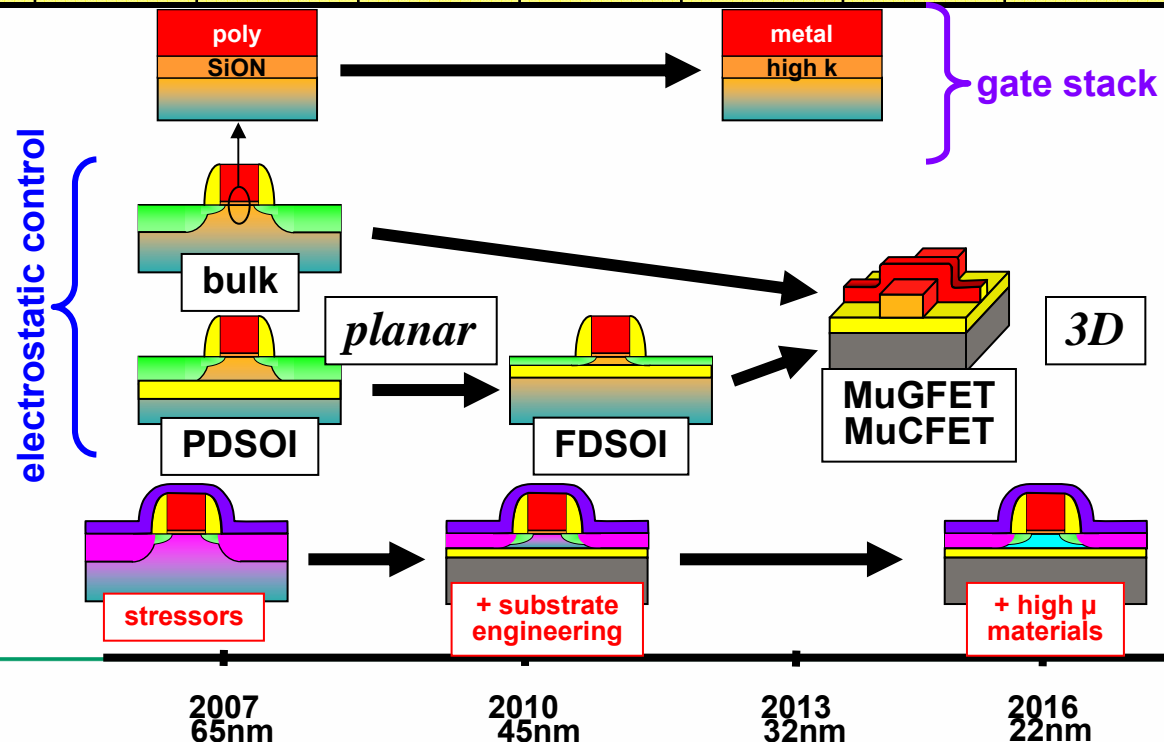 poly
SiON
metal
high k
gate stack
electrostatic control
bulk
planar
3D
PDSOI
FDSOI
MuGFET
MuCFET
stressors
+ substrate
engineering
+ high µ
materials
2007
65nm
2010
45nm
2013
32nm
2016
22nm